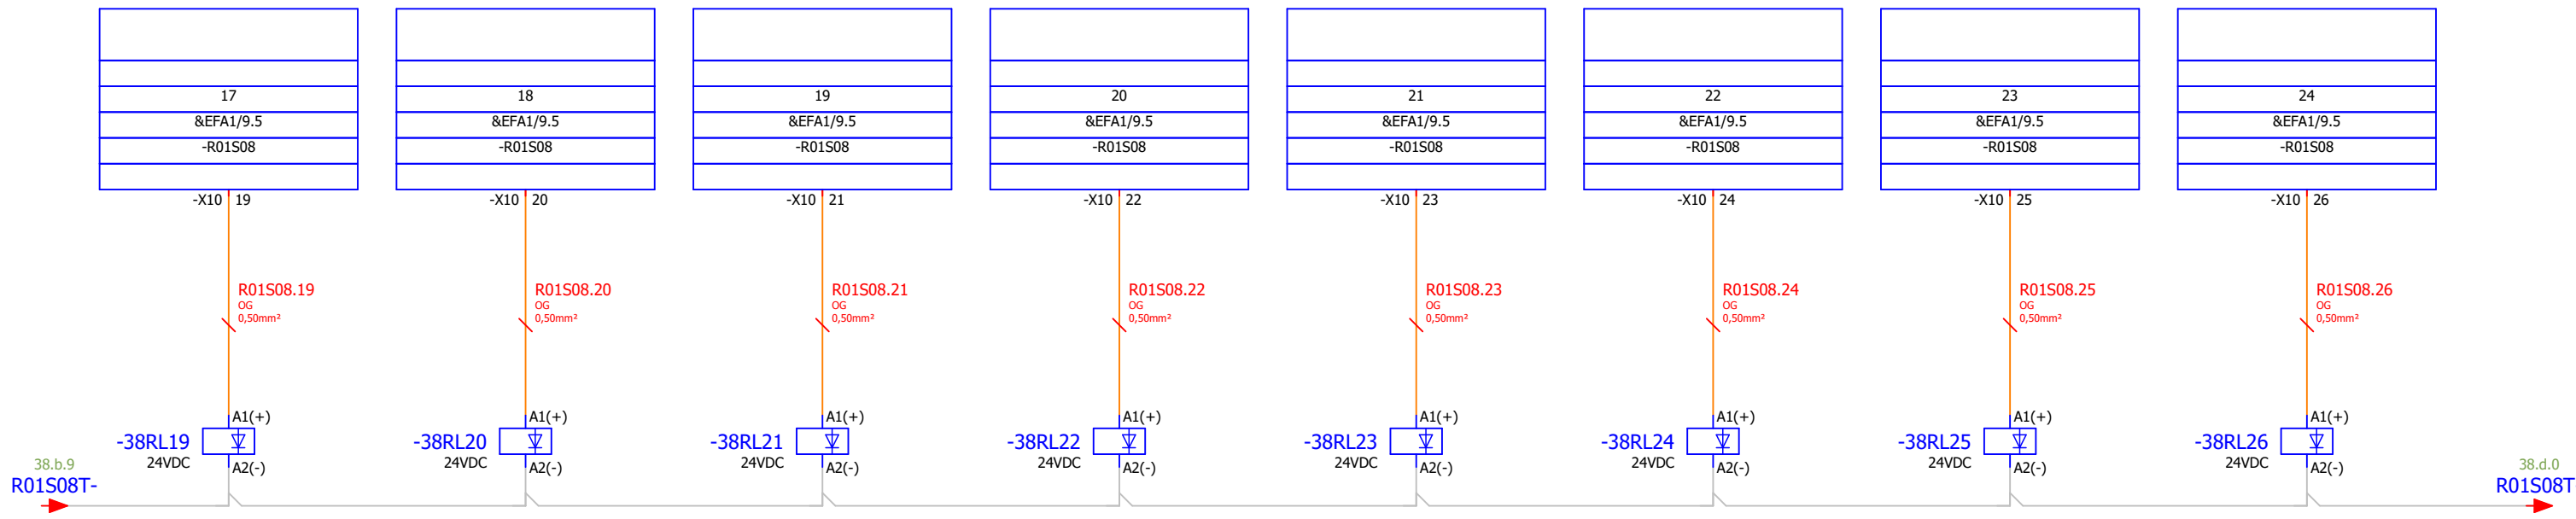 17 18 19 20 21 22 23 24
&EFA1/9.5 &EFA1/9.5 &EFA1/9.5 &EFA1/9.5 &EFA1/9.5 &EFA1/9.5 &EFA1/9.5 &EFA1/9.5
-R01S08 -R01S08 -R01S08 -R01S08 -R01S08 -R01S08 -R01S08 -R01S08
-X10 19 -X10 20 -X10 21 -X10 22 -X10 23 -X10 24 -X10 25 -X10 26
R01S08.19 R01S08.20 R01S08.21 R01S08.22 R01S08.23 R01S08.24 R01S08.25 R01S08.26
OG OG OG OG OG OG OG OG
0,50mm² 0,50mm² 0,50mm² 0,50mm² 0,50mm² 0,50mm² 0,50mm² 0,50mm²
A1(+) A1(+) A1(+) A1(+) A1(+) A1(+) A1(+) A1(+)
-38RL19 -38RL20 -38RL21 -38RL22 -38RL23 -38RL24 -38RL25 -38RL26
24VDC 24VDC 24VDC 24VDC 24VDC 24VDC 24VDC 24VDC
38.b.9 A2(-) A2(-) A2(-) A2(-) A2(-) A2(-) A2(-) A2(-) 38.d.0
R01S08T- R01S08T